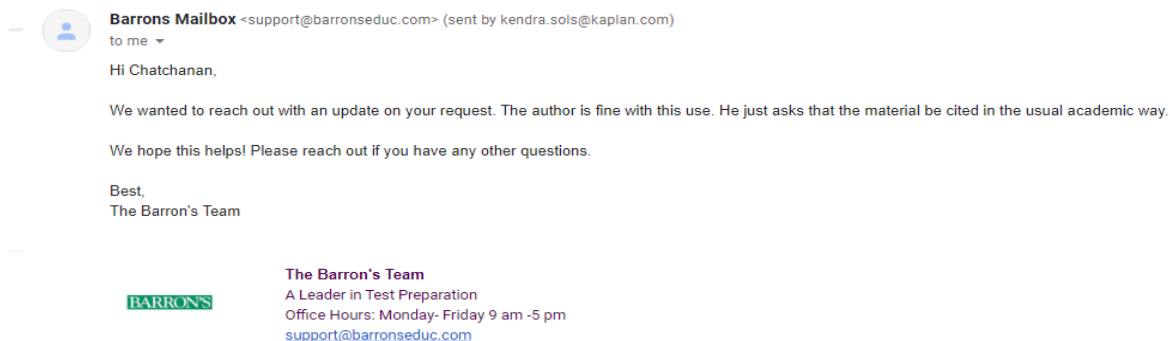 Barrons Mailbox <support@barronseduc.com> (sent by kendra.sols@kaplan.com)
to me
Hi Chatchanan,
We wanted to reach out with an update on your request. The author is fine with this use. He just asks that the material be cited in the usual academic way.
We hope this helps! Please reach out if you have any other questions.
Best,
The Barron's Team
BARRON'S
The Barron's Team
A Leader in Test Preparation
Office Hours: Monday- Friday 9 am -5 pm
support@barronseduc.com